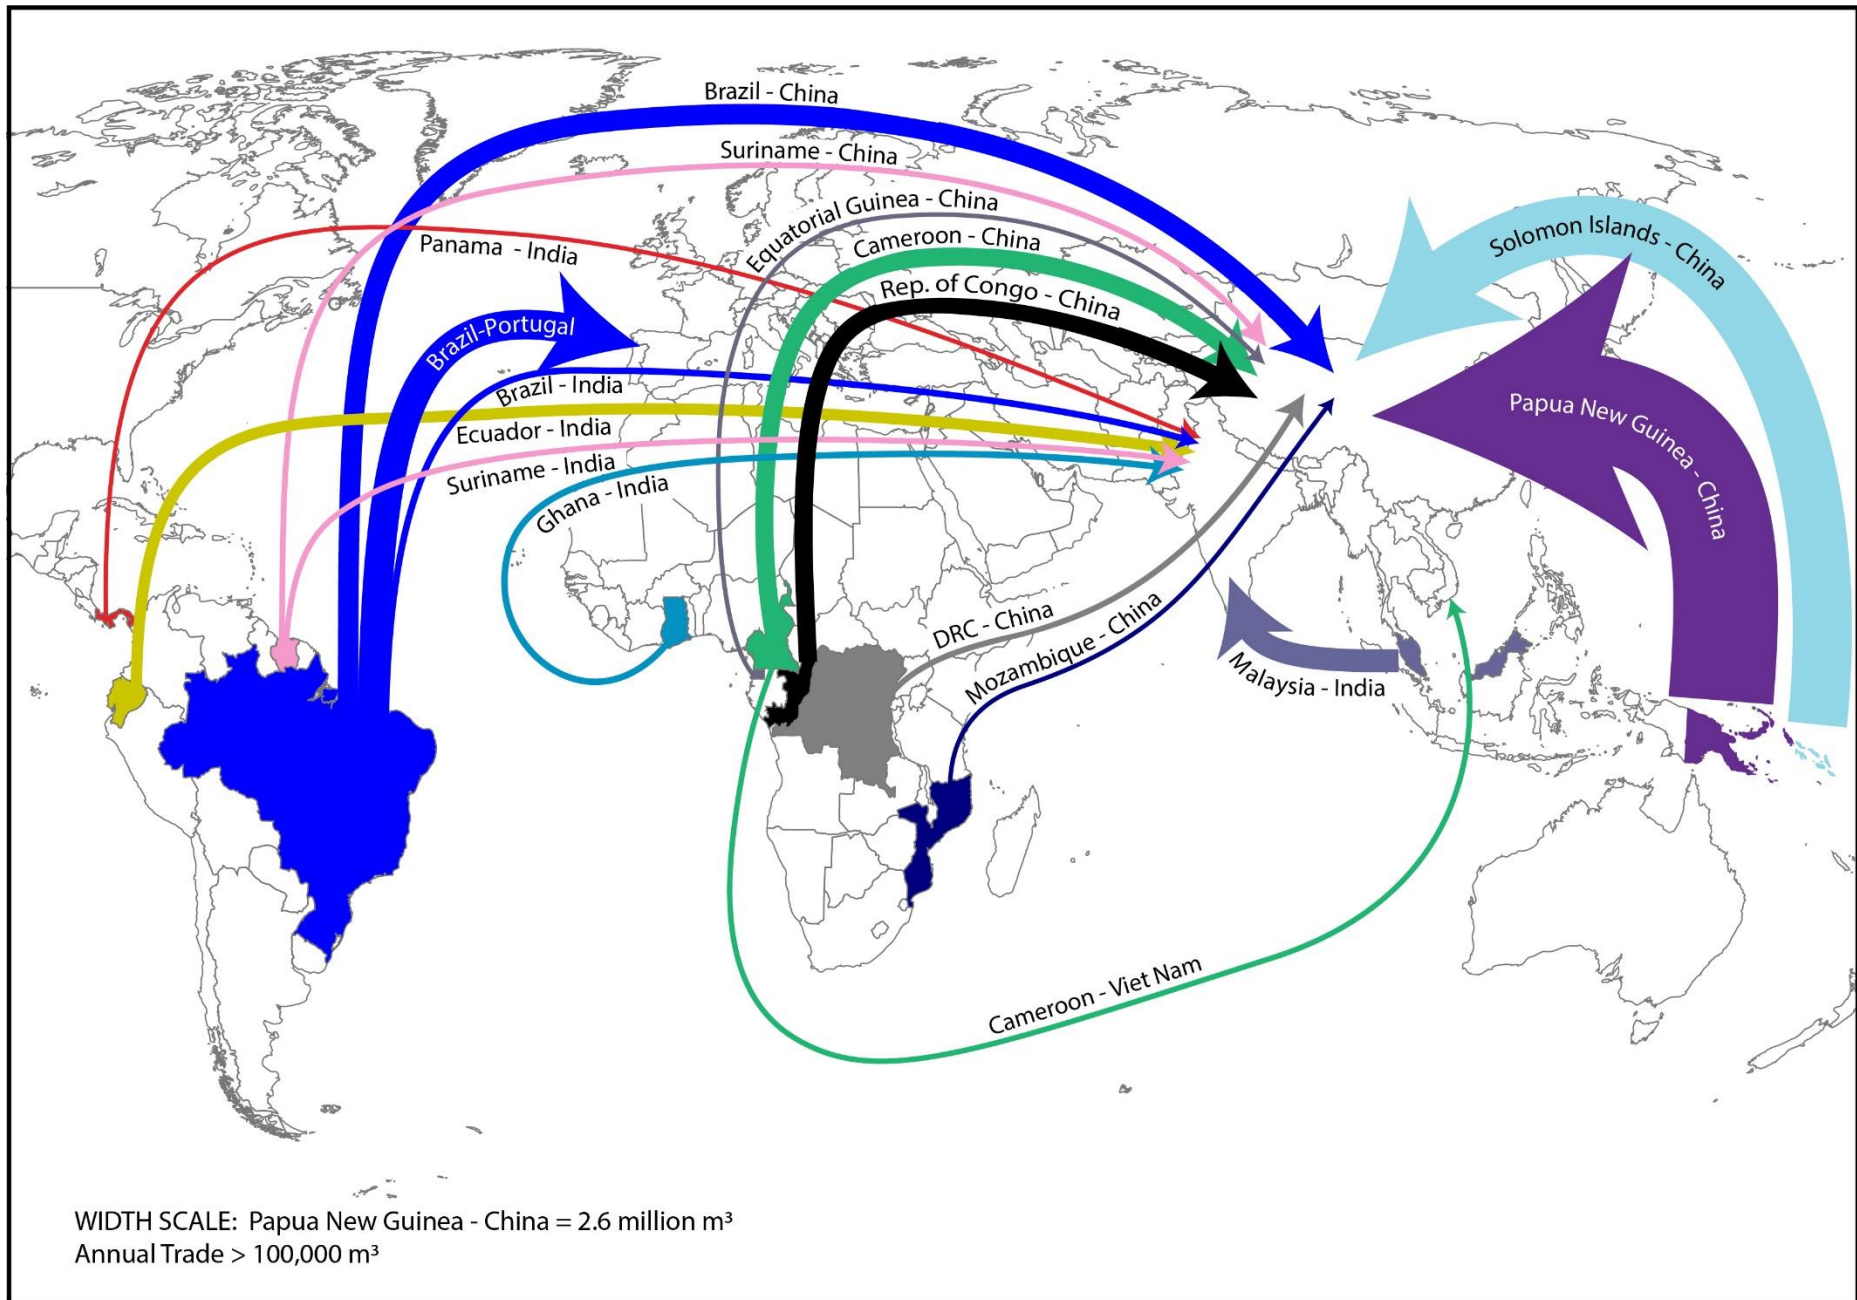 Brazil - China
Suriname - China
Equatorial Guinea - China
Panama - India
Cameroon - China
Solomon Islands - China
Rep. of Congo - China
Brazil-Portugal
Brazil - India
Papua New Guinea - China
Ecuador - India
Suriname - India
Ghana - India
DRC - China
Mozambique - China
Malaysia - India
Cameroon - Viet Nam
WIDTH SCALE: Papua New Guinea - China = 2.6 million m³
Annual Trade > 100,000 m³